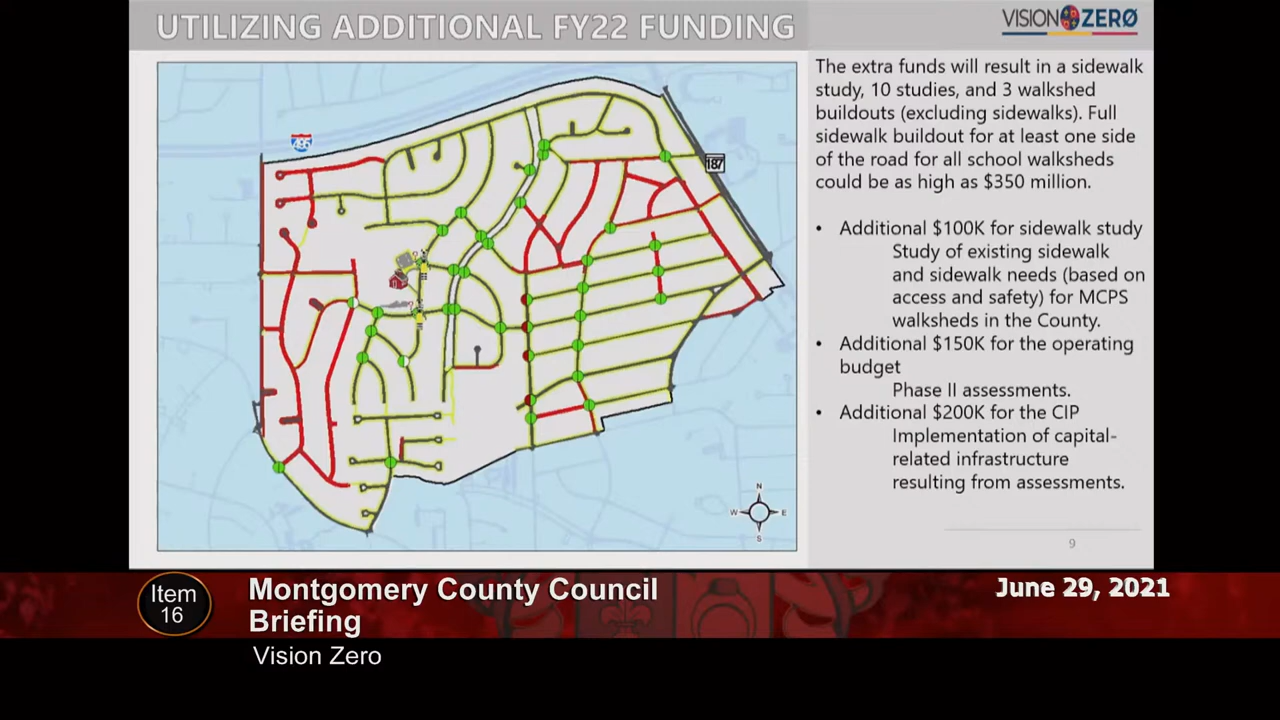 UTILIZING ADDITIONAL FY22 FUNDING
VISION ZERO
The extra funds will result in a sidewalk
study, 10 studies, and 3 walkshed
buildouts (excluding sidewalks). Full
sidewalk buildout for at least one side
of the road for all school walksheds
could be as high as $350 million.
• Additional $100K for sidewalk study
Study of existing sidewalk
and sidewalk needs (based on
access and safety) for MCPS
walksheds in the County.
• Additional $150K for the operating
budget
Phase II assessments.
• Additional $200K for the CIP
Implementation of capital-
related infrastructure
resulting from assessments.
9
495
187
N
W E
S
Item
16
Montgomery County Council
Briefing
Vision Zero
June 29, 2021